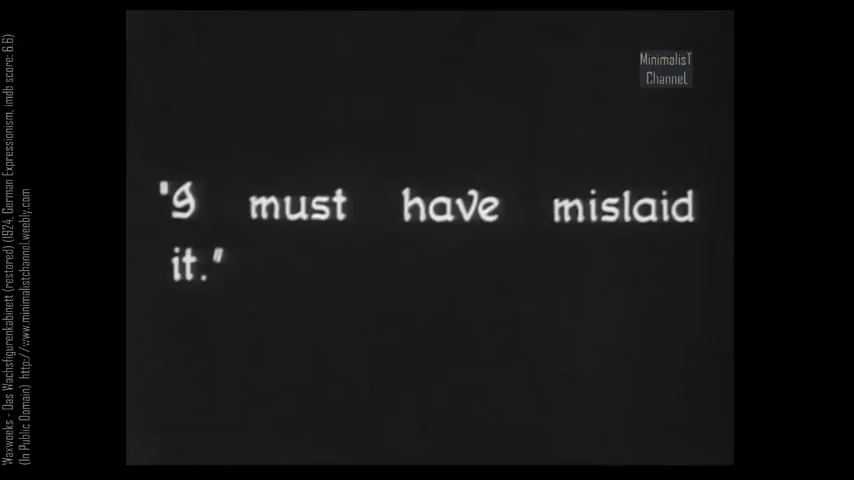 "I must have mislaid
it."
MinimalisT
ChanneL
Waxwoeks - Das Wachsfigurenkabinett (restored) (1924, German Expressionism, imdb score: 6.6)
(In Public Domain) http://www.minimalistchannel.weebly.com